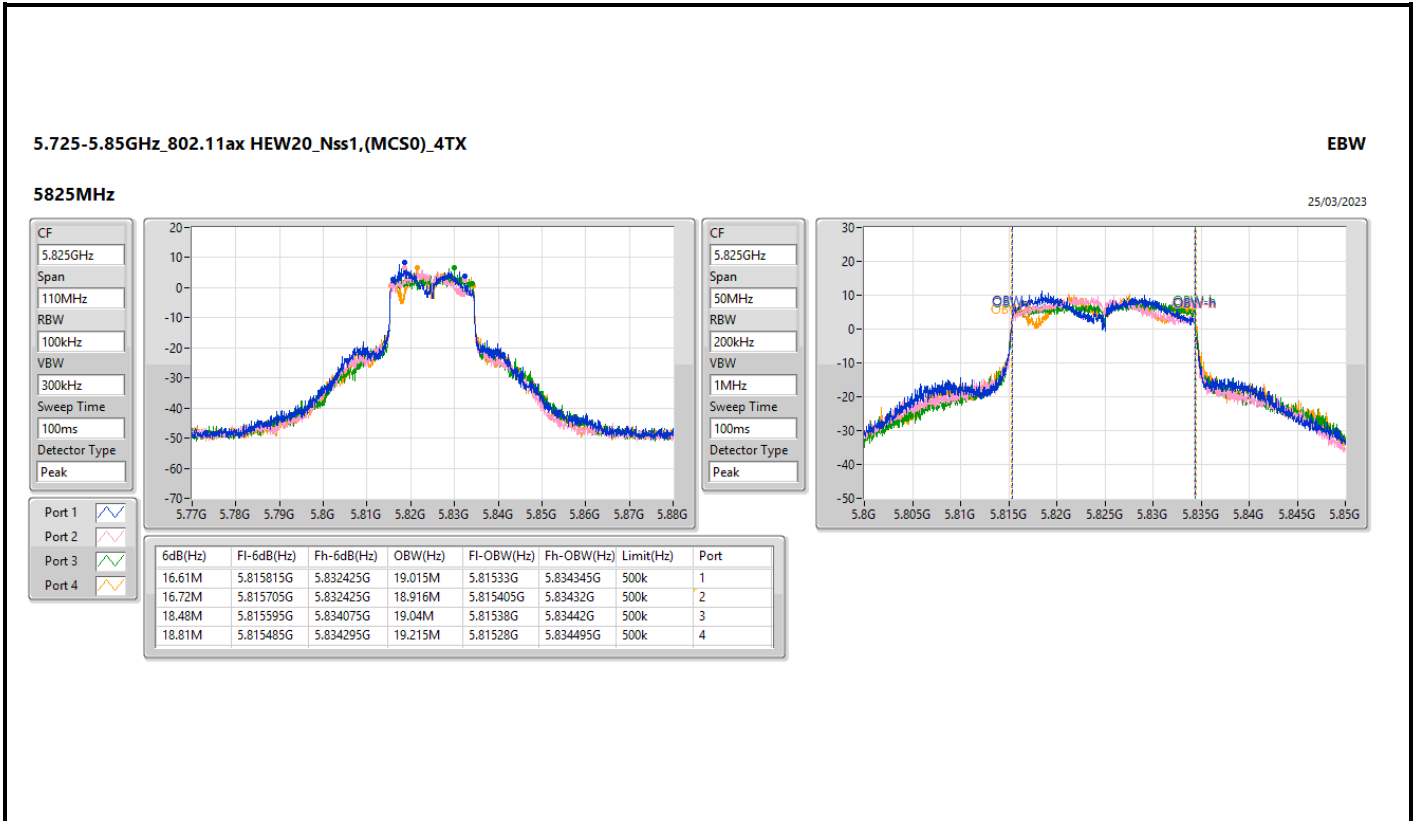 5.725-5.85GHz_802.11ax HEW20_Nss1,(MCS0)_4TX
EBW
5825MHz
25/03/2023
CF
5.825GHz
Span
110MHz
RBW
100kHz
VBW
300kHz
Sweep Time
100ms
Detector Type
Peak
Port 1
Port 2
Port 3
Port 4
20
10
0
-10
-20
-30
-40
-50
-60
-70
5.77G 5.78G 5.79G 5.8G 5.81G 5.82G 5.83G 5.84G 5.85G 5.86G 5.87G 5.88G
CF
5.825GHz
Span
50MHz
RBW
200kHz
VBW
1MHz
Sweep Time
100ms
Detector Type
Peak
30
20
10
0
-10
-20
-30
-40
-50
OBW-h
5.8G 5.805G 5.81G 5.815G 5.82G 5.825G 5.83G 5.835G 5.84G 5.845G 5.85G
6dB(Hz) Fl-6dB(Hz) Fh-6dB(Hz) OBW(Hz) Fl-OBW(Hz) Fh-OBW(Hz) Limit(Hz) Port
16.61M 5.815815G 5.832425G 19.015M 5.81533G 5.834345G 500k 1
16.72M 5.815705G 5.832425G 18.916M 5.815405G 5.83432G 500k 2
18.48M 5.815595G 5.834075G 19.04M 5.81538G 5.83442G 500k 3
18.81M 5.815485G 5.834295G 19.215M 5.81528G 5.834495G 500k 4